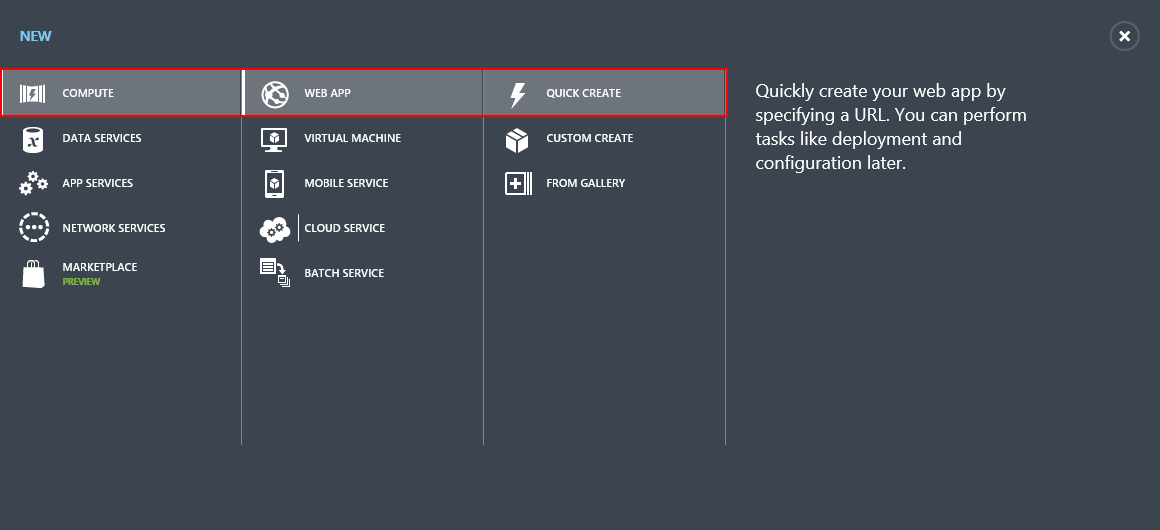 NEW
COMPUTE
WEB APP
QUICK CREATE
DATA SERVICES
VIRTUAL MACHINE
CUSTOM CREATE
APP SERVICES
MOBILE SERVICE
FROM GALLERY
NETWORK SERVICES
CLOUD SERVICE
MARKETPLACE
PREVIEW
BATCH SERVICE
Quickly create your web app by
specifying a URL. You can perform
tasks like deployment and
configuration later.